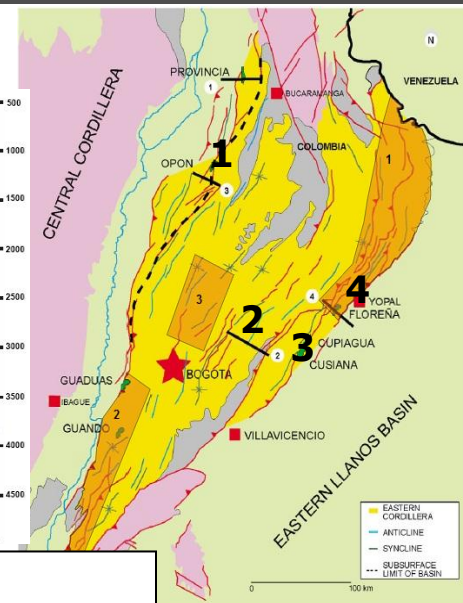 PROVINCIA
1
BUCARAMANGA
VENEZUELA
N
COLOMBIA
CENTRAL CORDILLERA
500
1000
1500
2000
2500
3000
3500
4000
4500
1
OPON
3
1
3
2
2
4
4
YOPAL
FLOREÑA
3
CUPIAGUA
CUSIANA
BOGOTA
GUADUAS
IBAGUE
2
GUANDO
VILLAVICENCIO
EASTERN LLANOS BASIN
EASTERN
CORDILLERA
ANTICLINE
SYNCLINE
SUBSURFACE
LIMIT OF BASIN
0
100 km